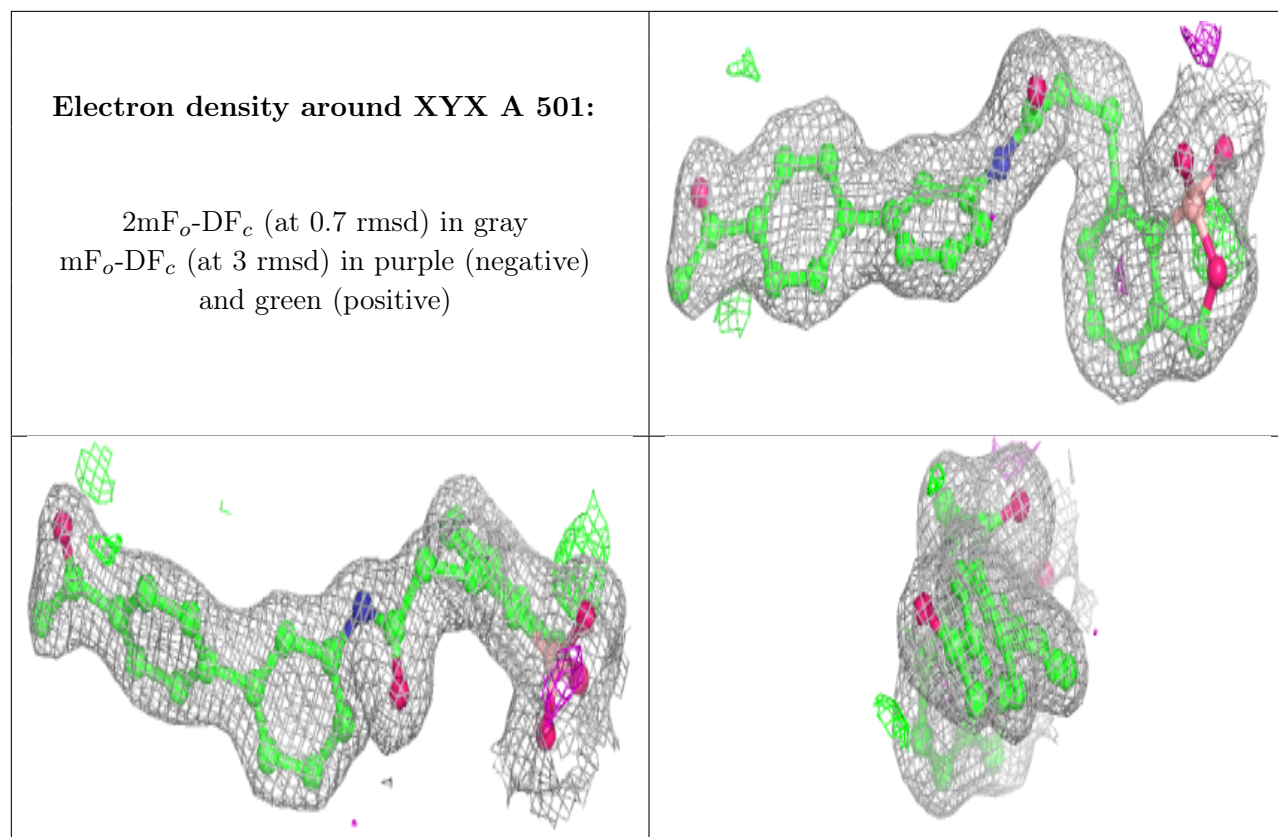 Electron density around XYX A 501:
2mFo-DFc (at 0.7 rmsd) in gray
mFo-DFc (at 3 rmsd) in purple (negative)
and green (positive)